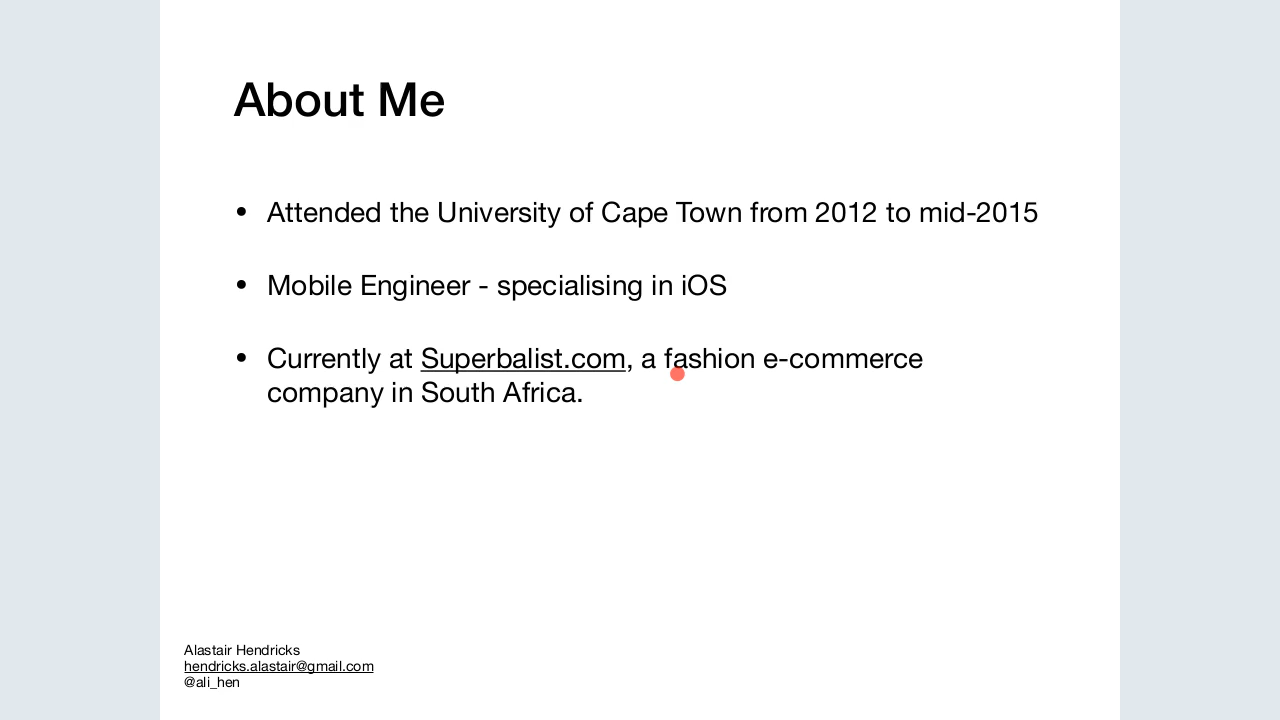 About Me
• Attended the University of Cape Town from 2012 to mid-2015
• Mobile Engineer - specialising in iOS
• Currently at Superbalist.com, a fashion e-commerce
company in South Africa.
Alastair Hendricks
hendricks.alastair@gmail.com
@ali_hen